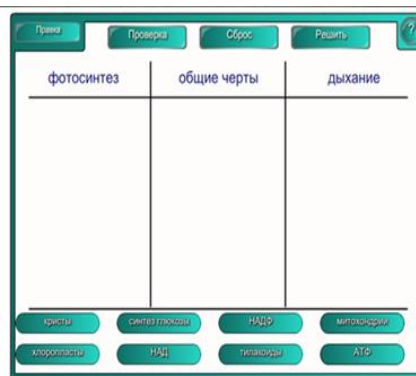 Правка Проверка Сброс Решить ?
фотосинтез общие черты дыхание
кристы синтез глюкозы НАДФ митохондрии
хлоропласты НАД тилакоиды АТФ